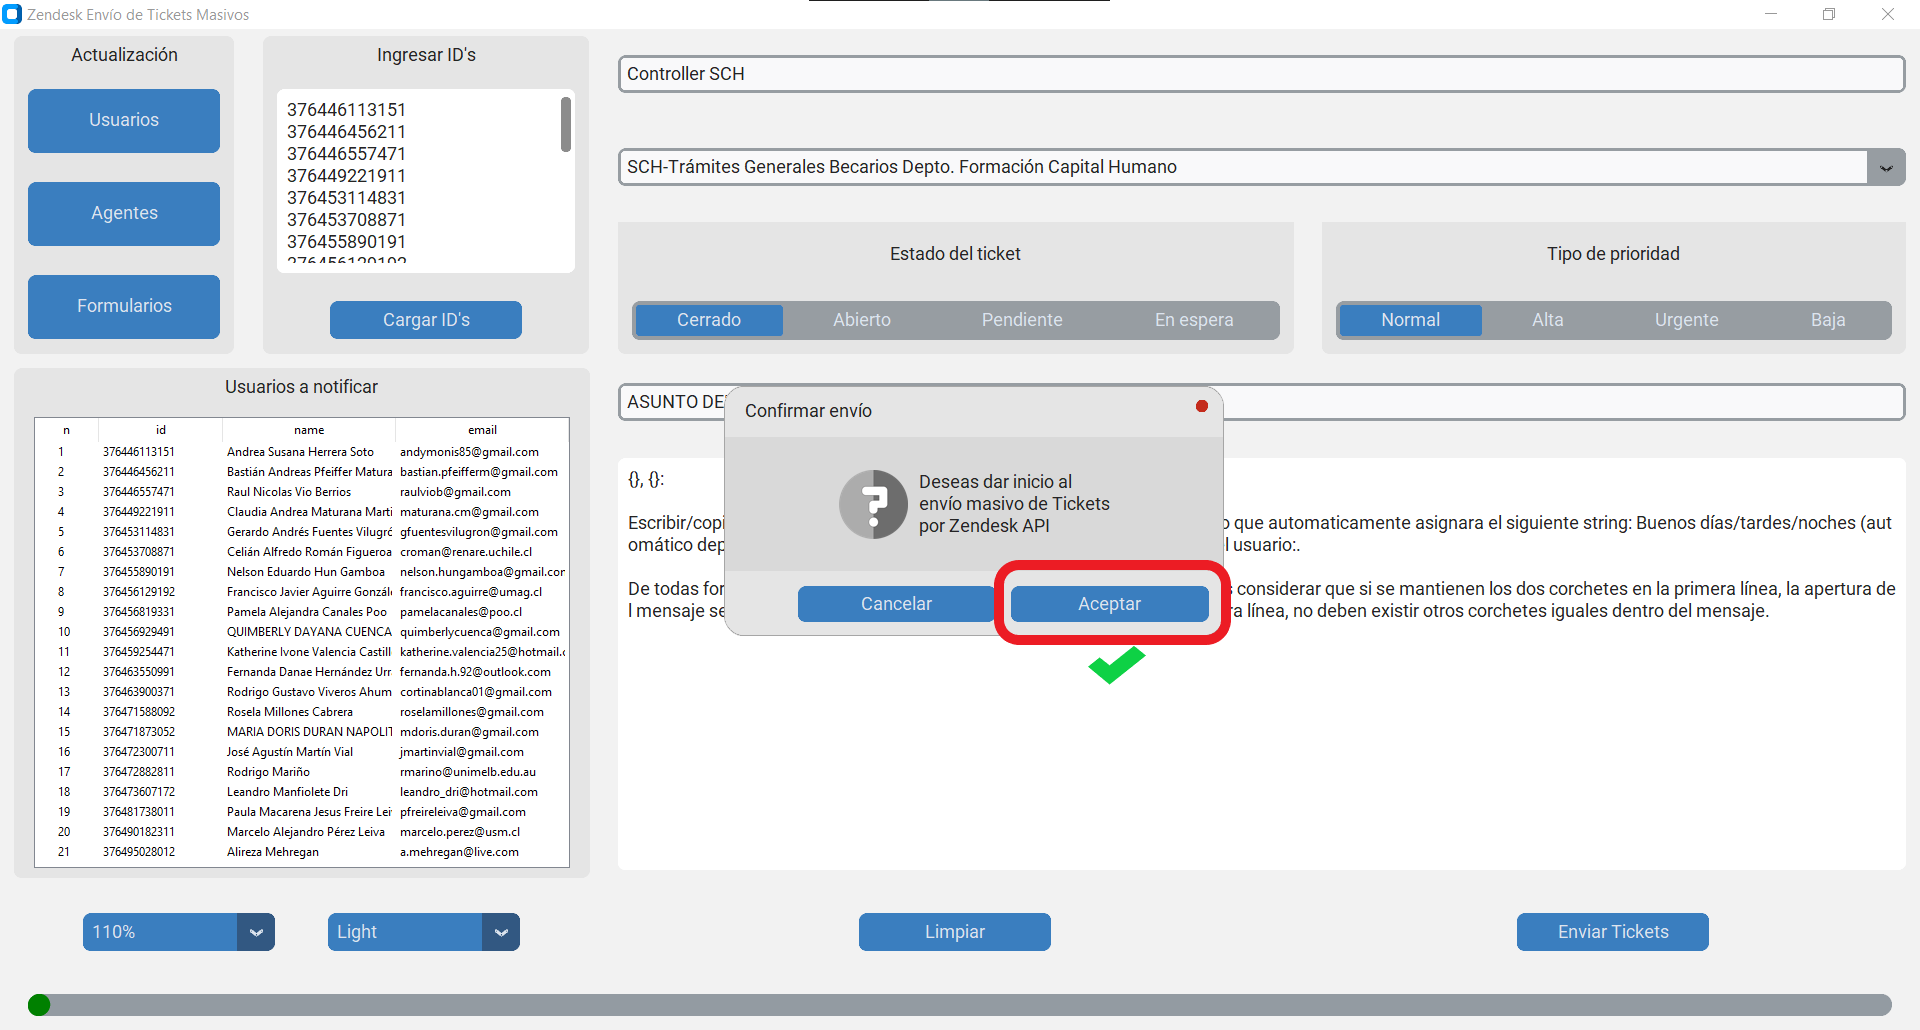 Zendesk Envío de Tickets Masivos
Actualización
Usuarios
Agentes
Formularios
Ingresar ID's
376446113151
376446456211
376446557471
376449221911
376453114831
376453708871
376455890191
376456129192
Cargar ID's
Controller SCH
SCH-Trámites Generales Becarios Depto. Formación Capital Humano
Estado del ticket
Cerrado Abierto Pendiente En espera
Tipo de prioridad
Normal Alta Urgente Baja
Usuarios a notificar
n id name email
1 376446113151 Andrea Susana Herrera Soto andymonis85@gmail.com
2 376446456211 Bastián Andreas Pfeiffer Matura bastian.pfeifferm@gmail.com
3 376446557471 Raul Nicolas Vio Berrios raulviob@gmail.com
4 376449221911 Claudia Andrea Maturana Marti maturana.cm@gmail.com
5 376453114831 Gerardo Andrés Fuentes Vilugró gfuentesvilugron@gmail.com
6 376453708871 Celián Alfredo Román Figueroa croman@renare.uchile.cl
7 376455890191 Nelson Eduardo Hun Gamboa nelson.hungamboa@gmail.cor
8 376456129192 Francisco Javier Aguirre Gonzál francisco.aguirre@umag.cl
9 376456819331 Pamela Alejandra Canales Poo pamelacanales@poo.cl
10 376456929491 QUIMBERLY DAYANA CUENCA quimberlycuenca@gmail.com
11 376459254471 Katherine Ivone Valencia Castill katherine.valencia25@hotmail.c
12 376463550991 Fernanda Danae Hernández Urr fernanda.h.92@outlook.com
13 376463900371 Rodrigo Gustavo Viveros Ahum cortinablanca01@gmail.com
14 376471588092 Rosela Millones Cabrera roselamillones@gmail.com
15 376471873052 MARIA DORIS DURAN NAPOLIT mdoris.duran@gmail.com
16 376472300711 José Agustín Martín Vial jmartinvial@gmail.com
17 376472882811 Rodrigo Mariño rmarino@unimelb.edu.au
18 376473607172 Leandro Manfiolete Dri leandro_dri@hotmail.com
19 376481738011 Paula Macarena Jesus Freire Lei pfreireleiva@gmail.com
20 376490182311 Marcelo Alejandro Pérez Leiva marcelo.perez@usm.cl
21 376495028012 Alireza Mehregan a.mehregan@live.com
ASUNTO DE
Confirmar envío
Deseas dar inicio al
envío masivo de Tickets
por Zendesk API
Cancelar Aceptar
{}, {}:
Escribir/copi o que automaticamente asignara el siguiente string: Buenos días/tardes/noches (aut
omático dep l usuario:.
De todas for considerar que si se mantienen los dos corchetes en la primera línea, la apertura de
l mensaje se ra línea, no deben existir otros corchetes iguales dentro del mensaje.
110%
Light
Limpiar
Enviar Tickets